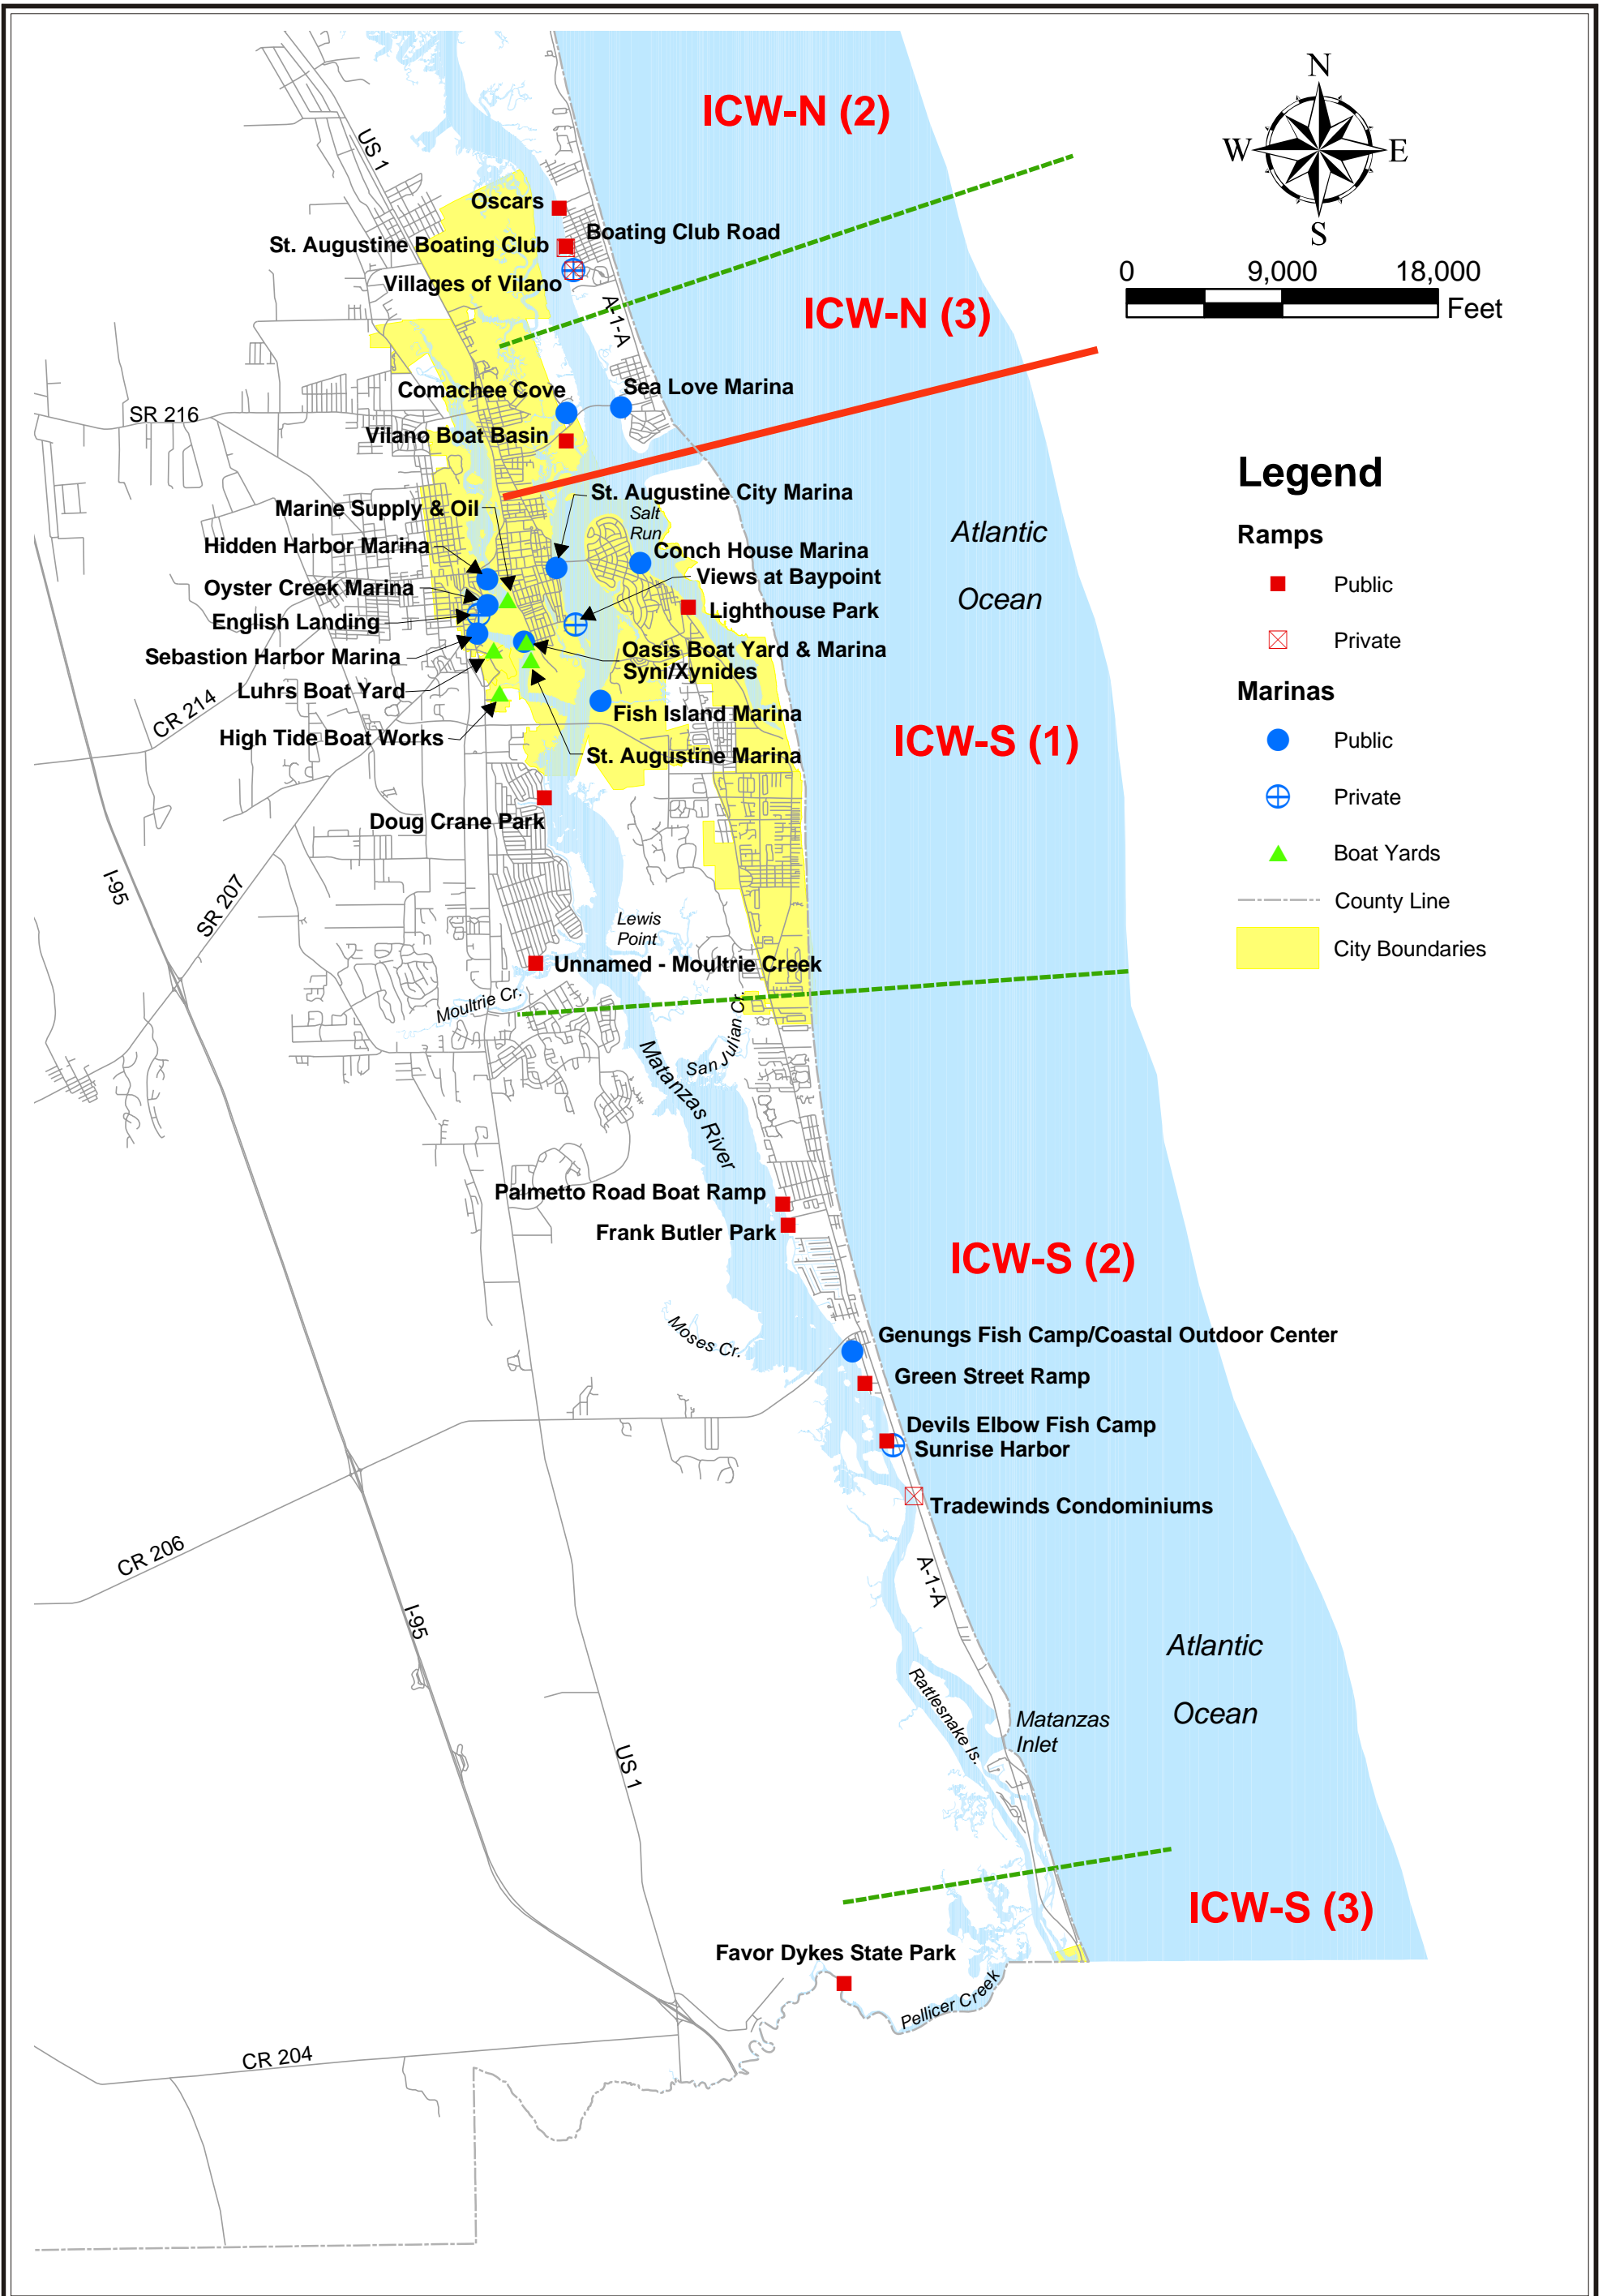 ICW-N (2)
N
W
E
S
US 1
Oscars
Boating Club Road
St. Augustine Boating Club
Villages of Vilano
A-1-A
0
9,000
18,000
Feet
ICW-N (3)
Comachee Cove
Sea Love Marina
SR 216
Vilano Boat Basin
Legend
St. Augustine City Marina
Marine Supply & Oil
Salt
Run
Atlantic
Ocean
Ramps
Hidden Harbor Marina
Conch House Marina
Views at Baypoint
Oyster Creek Marina
Public
Lighthouse Park
English Landing
Private
Sebastion Harbor Marina
Oasis Boat Yard & Marina
Syni/Xynides
Luhrs Boat Yard
Marinas
CR 214
Fish Island Marina
High Tide Boat Works
Public
ICW-S (1)
St. Augustine Marina
Private
Doug Crane Park
Boat Yards
I-95
SR 207
County Line
Lewis
Point
City Boundaries
Unnamed - Moultrie Creek
Moultrie Cr.
San Julian Cr.
Matanzas River
Palmetto Road Boat Ramp
Frank Butler Park
ICW-S (2)
Moses Cr.
Genungs Fish Camp/Coastal Outdoor Center
Green Street Ramp
Devils Elbow Fish Camp
Sunrise Harbor
Tradewinds Condominiums
CR 206
A-1-A
I-95
Atlantic
Ocean
Rattlesnake Is.
Matanzas
Inlet
US 1
ICW-S (3)
Favor Dykes State Park
Pellicer Creek
CR 204